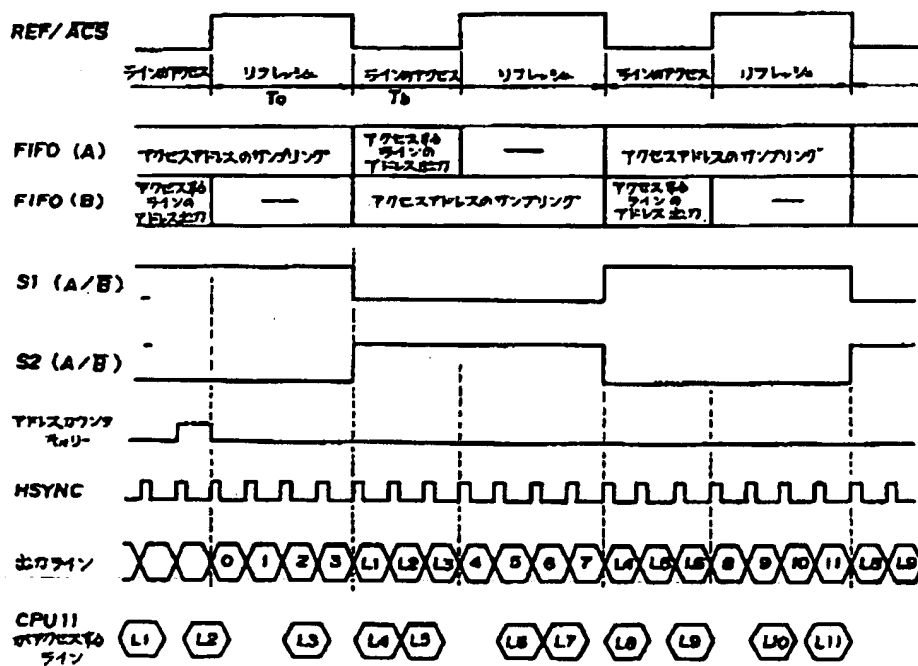 REF/ACS
ラインのアクセス リフレッシュ ラインのアクセス リフレッシュ ラインのアクセス リフレッシュ
Ta Tb
FIFO (A)
アクセスアドレスのサンプリング
アクセスする
ラインの
アドレス出力
—
アクセスアドレスのサンプリング
FIFO (B)
アクセスする
ラインの
アドレス出力
—
アクセスアドレスのサンプリング
アクセスする
ラインの
アドレス出力
—
S1 (A/B)
S2 (A/B)
アドレスカウンタ
キャリー
HSYNC
出力ライン
0 1 2 3 L1 L2 L3 4 5 6 7 L4 L5 L6 8 9 10 11 L8 L9
CPU11
がアクセスする
ライン
L1 L2 L3 L4 L5 L6 L7 L8 L9 L10 L11